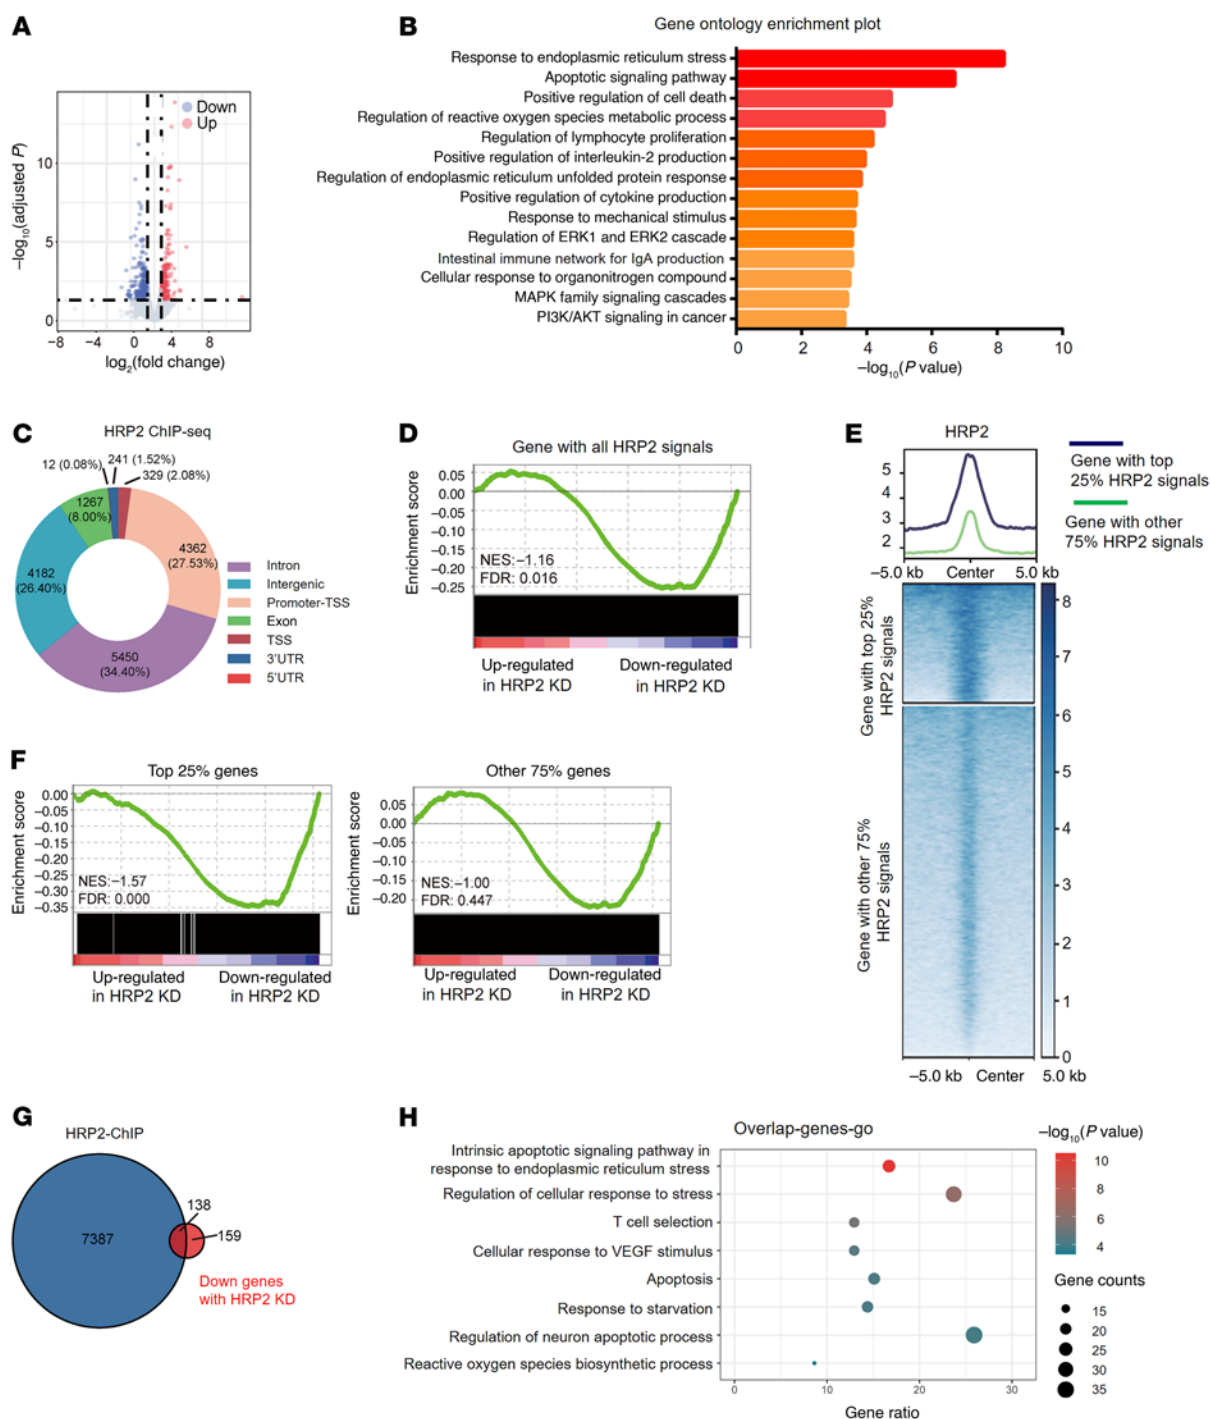 A
Down
Up
10
5
0
−8
−4
0
4
8
−log10(adjusted P)
log2(fold change)
B
Gene ontology enrichment plot
Response to endoplasmic reticulum stress
Apoptotic signaling pathway
Positive regulation of cell death
Regulation of reactive oxygen species metabolic process
Regulation of lymphocyte proliferation
Positive regulation of interleukin-2 production
Regulation of endoplasmic reticulum unfolded protein response
Positive regulation of cytokine production
Response to mechanical stimulus
Regulation of ERK1 and ERK2 cascade
Intestinal immune network for IgA production
Cellular response to organonitrogen compound
MAPK family signaling cascades
PI3K/AKT signaling in cancer
0 2 4 6 8 10
−log10(P value)
C
HRP2 ChIP-seq
12 (0.08%)
241 (1.52%)
329 (2.08%)
1267
(8.00%)
4362
(27.53%)
4182
(26.40%)
5450
(34.40%)
Intron
Intergenic
Promoter-TSS
Exon
TSS
3'UTR
5'UTR
D
Gene with all HRP2 signals
Enrichment score
0.05
0.00
−0.05
−0.10
−0.15
−0.20
−0.25
NES: −1.16
FDR: 0.016
Up-regulated
in HRP2 KD
Down-regulated
in HRP2 KD
E
HRP2
5
4
3
2
−5.0 kb
Center
5.0 kb
Gene with top
25% HRP2 signals
Gene with other
75% HRP2 signals
Gene with top 25%
HRP2 signals
Gene with other 75%
HRP2 signals
8
7
6
5
4
3
2
1
0
−5.0 kb
Center
5.0 kb
F
Top 25% genes
Enrichment score
0.00
−0.05
−0.10
−0.15
−0.20
−0.25
−0.30
−0.35
NES:−1.57
FDR: 0.000
Up-regulated
in HRP2 KD
Down-regulated
in HRP2 KD
Other 75% genes
Enrichment score
0.05
0.00
−0.05
−0.10
−0.15
−0.20
NES:−1.00
FDR: 0.447
Up-regulated
in HRP2 KD
Down-regulated
in HRP2 KD
G
HRP2-ChIP
7387
138
159
Down genes
with HRP2 KD
H
Overlap-genes-go
Intrinsic apoptotic signaling pathway in
response to endoplasmic reticulum stress
Regulation of cellular response to stress
T cell selection
Cellular response to VEGF stimulus
Apoptosis
Response to starvation
Regulation of neuron apoptotic process
Reactive oxygen species biosynthetic process
0 10 20 30
Gene ratio
−log10(P value)
10
8
6
4
Gene counts
15
20
25
30
35